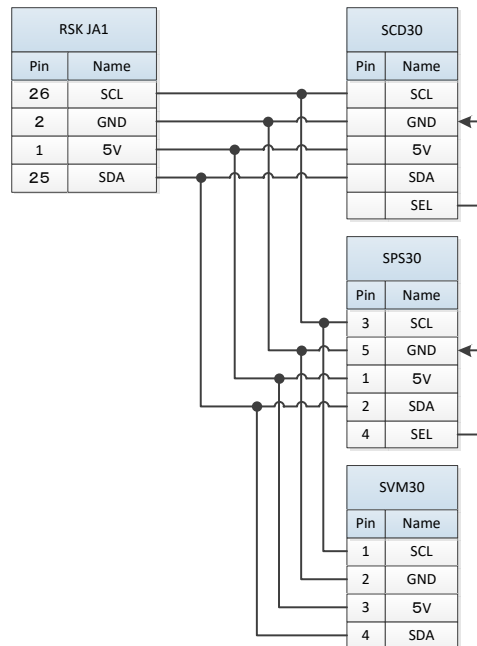 RSK JA1
Pin Name
26 SCL
2 GND
1 5V
25 SDA
SCD30
Pin Name
SCL
GND
5V
SDA
SEL
SPS30
Pin Name
3 SCL
5 GND
1 5V
2 SDA
4 SEL
SVM30
Pin Name
1 SCL
2 GND
3 5V
4 SDA